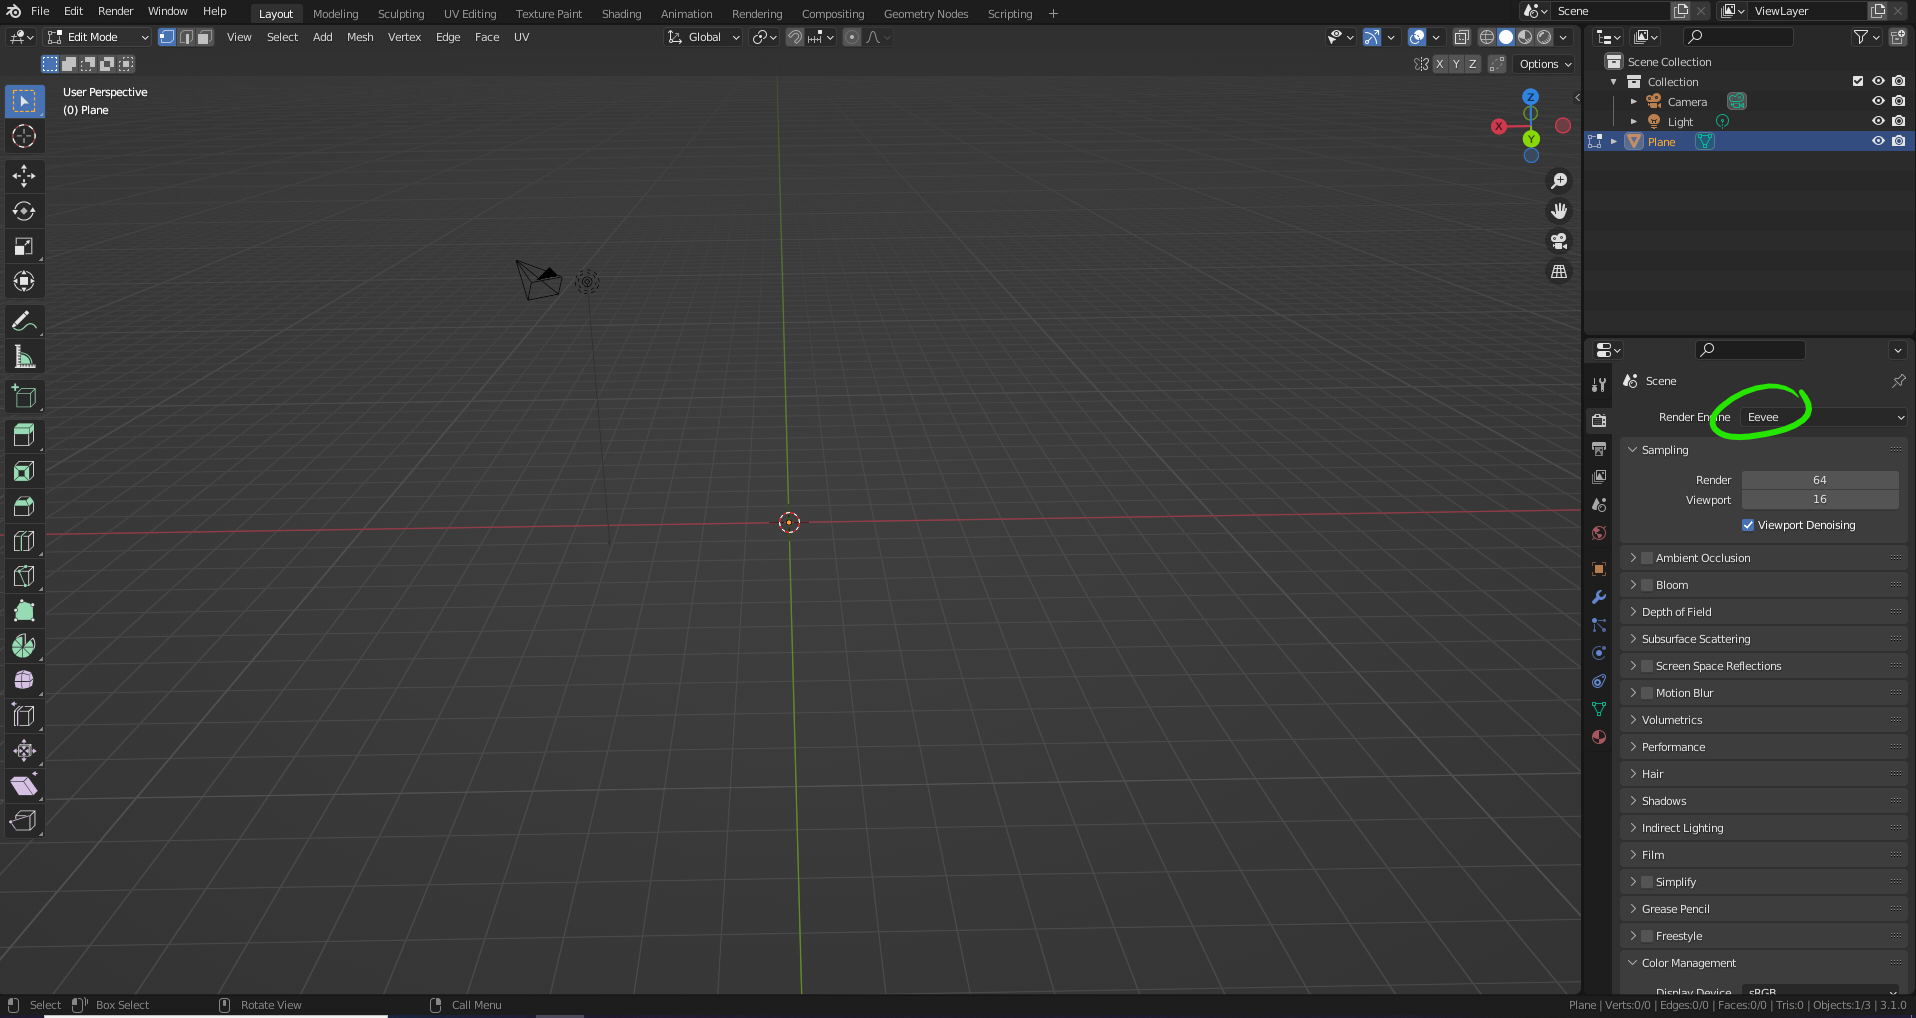 File Edit Render Window Help Layout Modeling Sculpting UV Editing Texture Paint Shading Animation Rendering Compositing Geometry Nodes Scripting + Scene ViewLayer
Edit Mode View Select Add Mesh Vertex Edge Face UV Global
X Y Z Options
User Perspective
(0) Plane
Z
X
Y
Scene Collection
Collection
Camera
Light
Plane
Scene
Render Engine Eevee
Sampling
Render 64
Viewport 16
Viewport Denoising
Ambient Occlusion
Bloom
Depth of Field
Subsurface Scattering
Screen Space Reflections
Motion Blur
Volumetrics
Performance
Hair
Shadows
Indirect Lighting
Film
Simplify
Grease Pencil
Freestyle
Color Management
Display Device sRGB
Select Box Select Rotate View Call Menu Plane | Verts:0/0 | Edges:0/0 | Faces:0/0 | Tris:0 | Objects:1/3 | 3.1.0